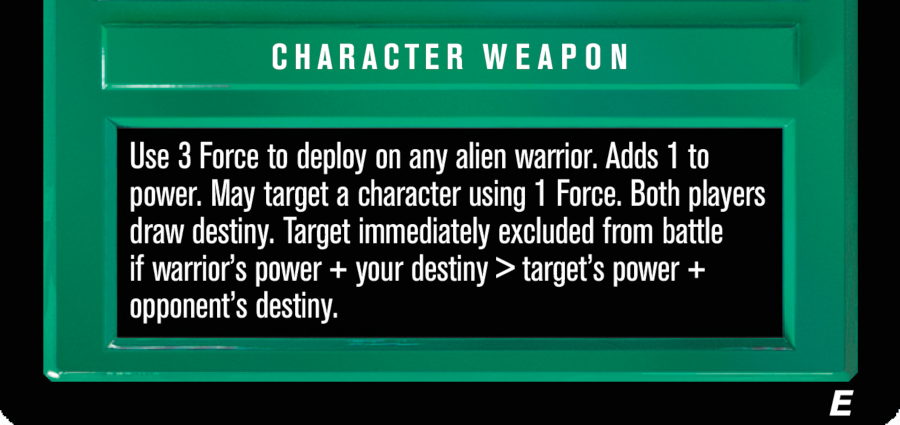 CHARACTER WEAPON
Use 3 Force to deploy on any alien warrior. Adds 1 to
power. May target a character using 1 Force. Both players
draw destiny. Target immediately excluded from battle
if warrior's power + your destiny > target's power +
opponent's destiny.
E